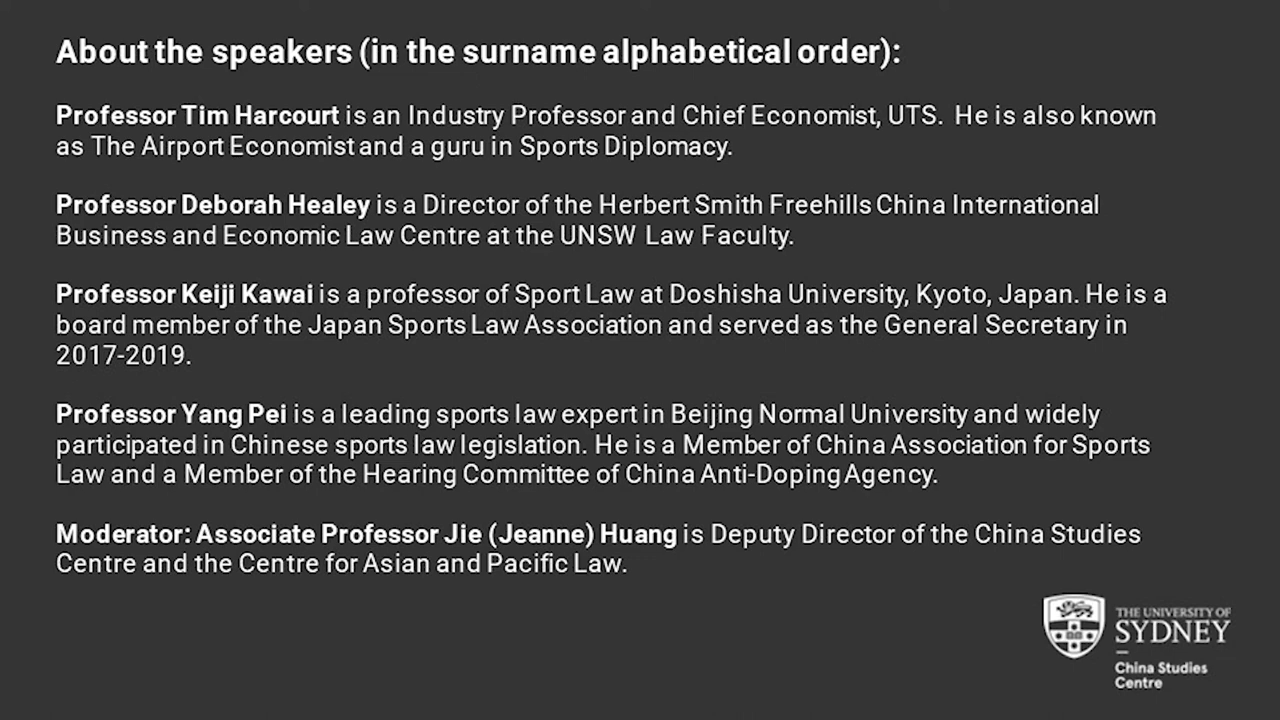 About the speakers (in the surname alphabetical order):
Professor Tim Harcourt is an Industry Professor and Chief Economist, UTS. He is also known
as The Airport Economist and a guru in Sports Diplomacy.
Professor Deborah Healey is a Director of the Herbert Smith Freehills China International
Business and Economic Law Centre at the UNSW Law Faculty.
Professor Keiji Kawai is a professor of Sport Law at Doshisha University, Kyoto, Japan. He is a
board member of the Japan Sports Law Association and served as the General Secretary in
2017-2019.
Professor Yang Pei is a leading sports law expert in Beijing Normal University and widely
participated in Chinese sports law legislation. He is a Member of China Association for Sports
Law and a Member of the Hearing Committee of China Anti-Doping Agency.
Moderator: Associate Professor Jie (Jeanne) Huang is Deputy Director of the China Studies
Centre and the Centre for Asian and Pacific Law.
THE UNIVERSITY OF
SYDNEY
China Studies
Centre